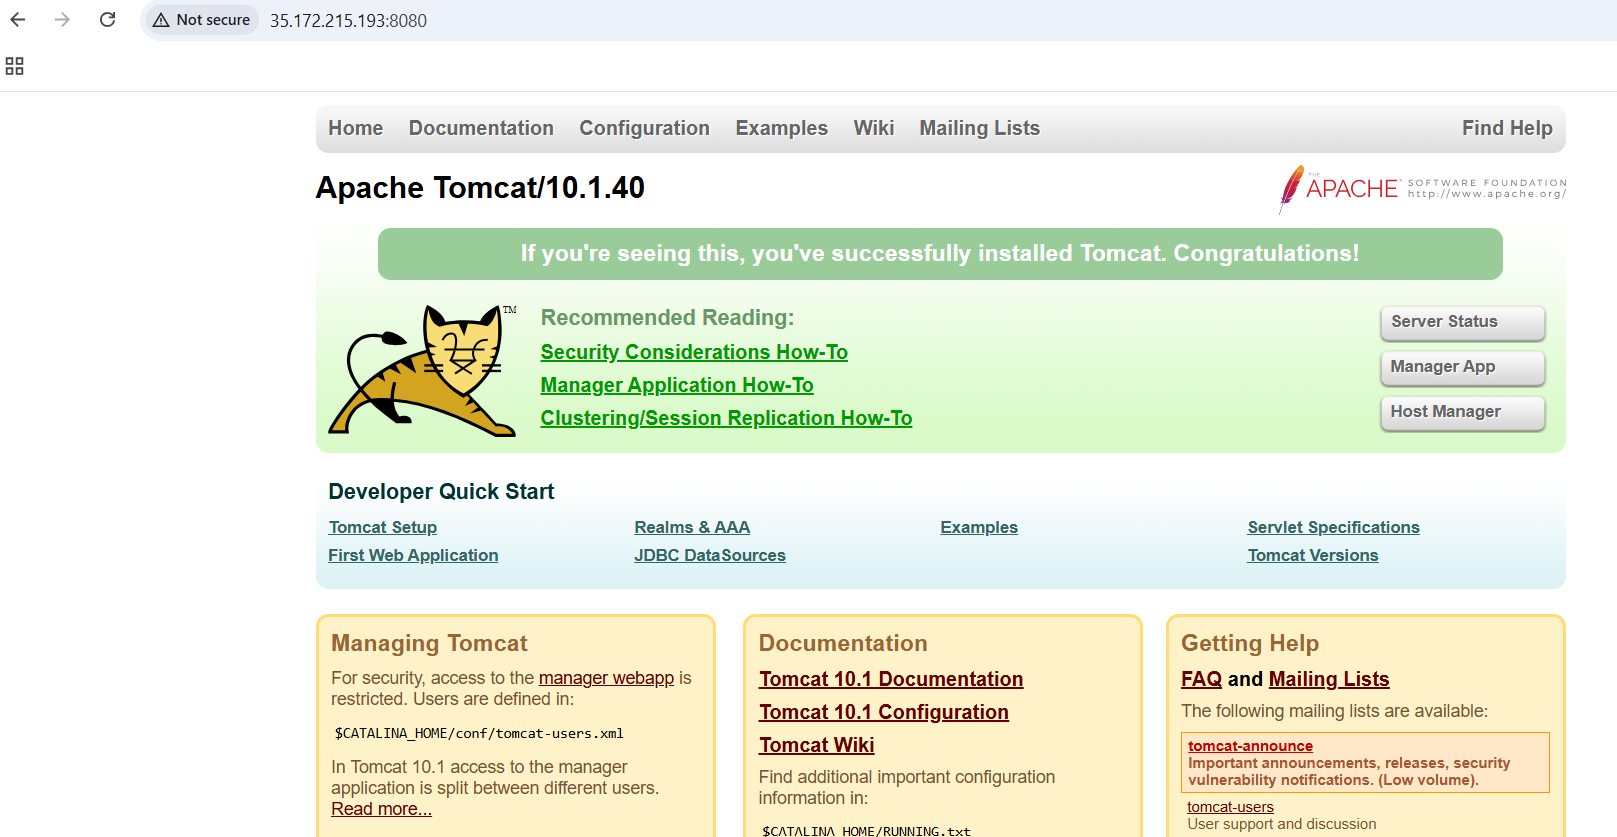 Not secure 35.172.215.193:8080
Home Documentation Configuration Examples Wiki Mailing Lists Find Help
Apache Tomcat/10.1.40
THE APACHE® SOFTWARE FOUNDATION
http://www.apache.org/
If you're seeing this, you've successfully installed Tomcat. Congratulations!
TM
Recommended Reading:
Security Considerations How-To
Manager Application How-To
Clustering/Session Replication How-To
Server Status
Manager App
Host Manager
Developer Quick Start
Tomcat Setup
First Web Application
Realms & AAA
JDBC DataSources
Examples
Servlet Specifications
Tomcat Versions
Managing Tomcat
For security, access to the manager webapp is
restricted. Users are defined in:
$CATALINA_HOME/conf/tomcat-users.xml
In Tomcat 10.1 access to the manager
application is split between different users.
Read more...
Documentation
Tomcat 10.1 Documentation
Tomcat 10.1 Configuration
Tomcat Wiki
Find additional important configuration
information in:
$CATALINA_HOME/RUNNING.txt
Getting Help
FAQ and Mailing Lists
The following mailing lists are available:
tomcat-announce
Important announcements, releases, security
vulnerability notifications. (Low volume).
tomcat-users
User support and discussion